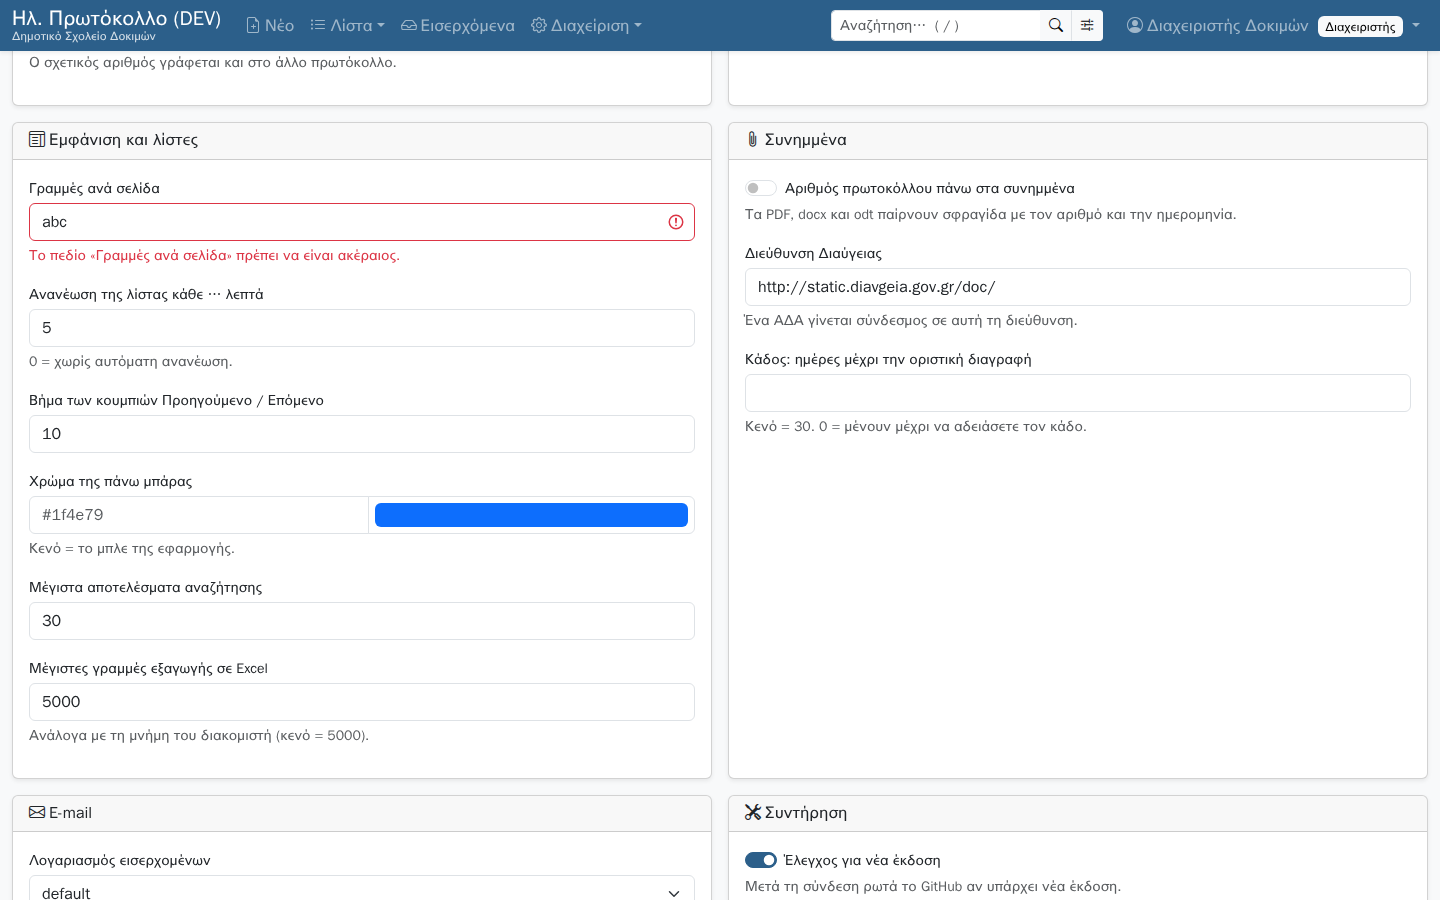 Ηλ. Πρωτόκολλο (DEV)
Δημοτικό Σχολείο Δοκιμών
Νέο
Λίστα
Εισερχόμενα
Διαχείριση
Αναζήτηση… ( / )
Διαχειριστής Δοκιμών
Διαχειριστής
Ο σχετικός αριθμός γράφεται και στο άλλο πρωτόκολλο.
Εμφάνιση και λίστες
Γραμμές ανά σελίδα
abc
Το πεδίο «Γραμμές ανά σελίδα» πρέπει να είναι ακέραιος.
Ανανέωση της λίστας κάθε … λεπτά
5
0 = χωρίς αυτόματη ανανέωση.
Βήμα των κουμπιών Προηγούμενο / Επόμενο
10
Χρώμα της πάνω μπάρας
#1f4e79
Κενό = το μπλε της εφαρμογής.
Μέγιστα αποτελέσματα αναζήτησης
30
Μέγιστες γραμμές εξαγωγής σε Excel
5000
Ανάλογα με τη μνήμη του διακομιστή (κενό = 5000).
Συνημμένα
Αριθμός πρωτοκόλλου πάνω στα συνημμένα
Τα PDF, docx και odt παίρνουν σφραγίδα με τον αριθμό και την ημερομηνία.
Διεύθυνση Διαύγειας
http://static.diavgeia.gov.gr/doc/
Ένα ΑΔΑ γίνεται σύνδεσμος σε αυτή τη διεύθυνση.
Κάδος: ημέρες μέχρι την οριστική διαγραφή
Κενό = 30. 0 = μένουν μέχρι να αδειάσετε τον κάδο.
E-mail
Λογαριασμός εισερχομένων
default
Συντήρηση
Έλεγχος για νέα έκδοση
Μετά τη σύνδεση ρωτά το GitHub αν υπάρχει νέα έκδοση.